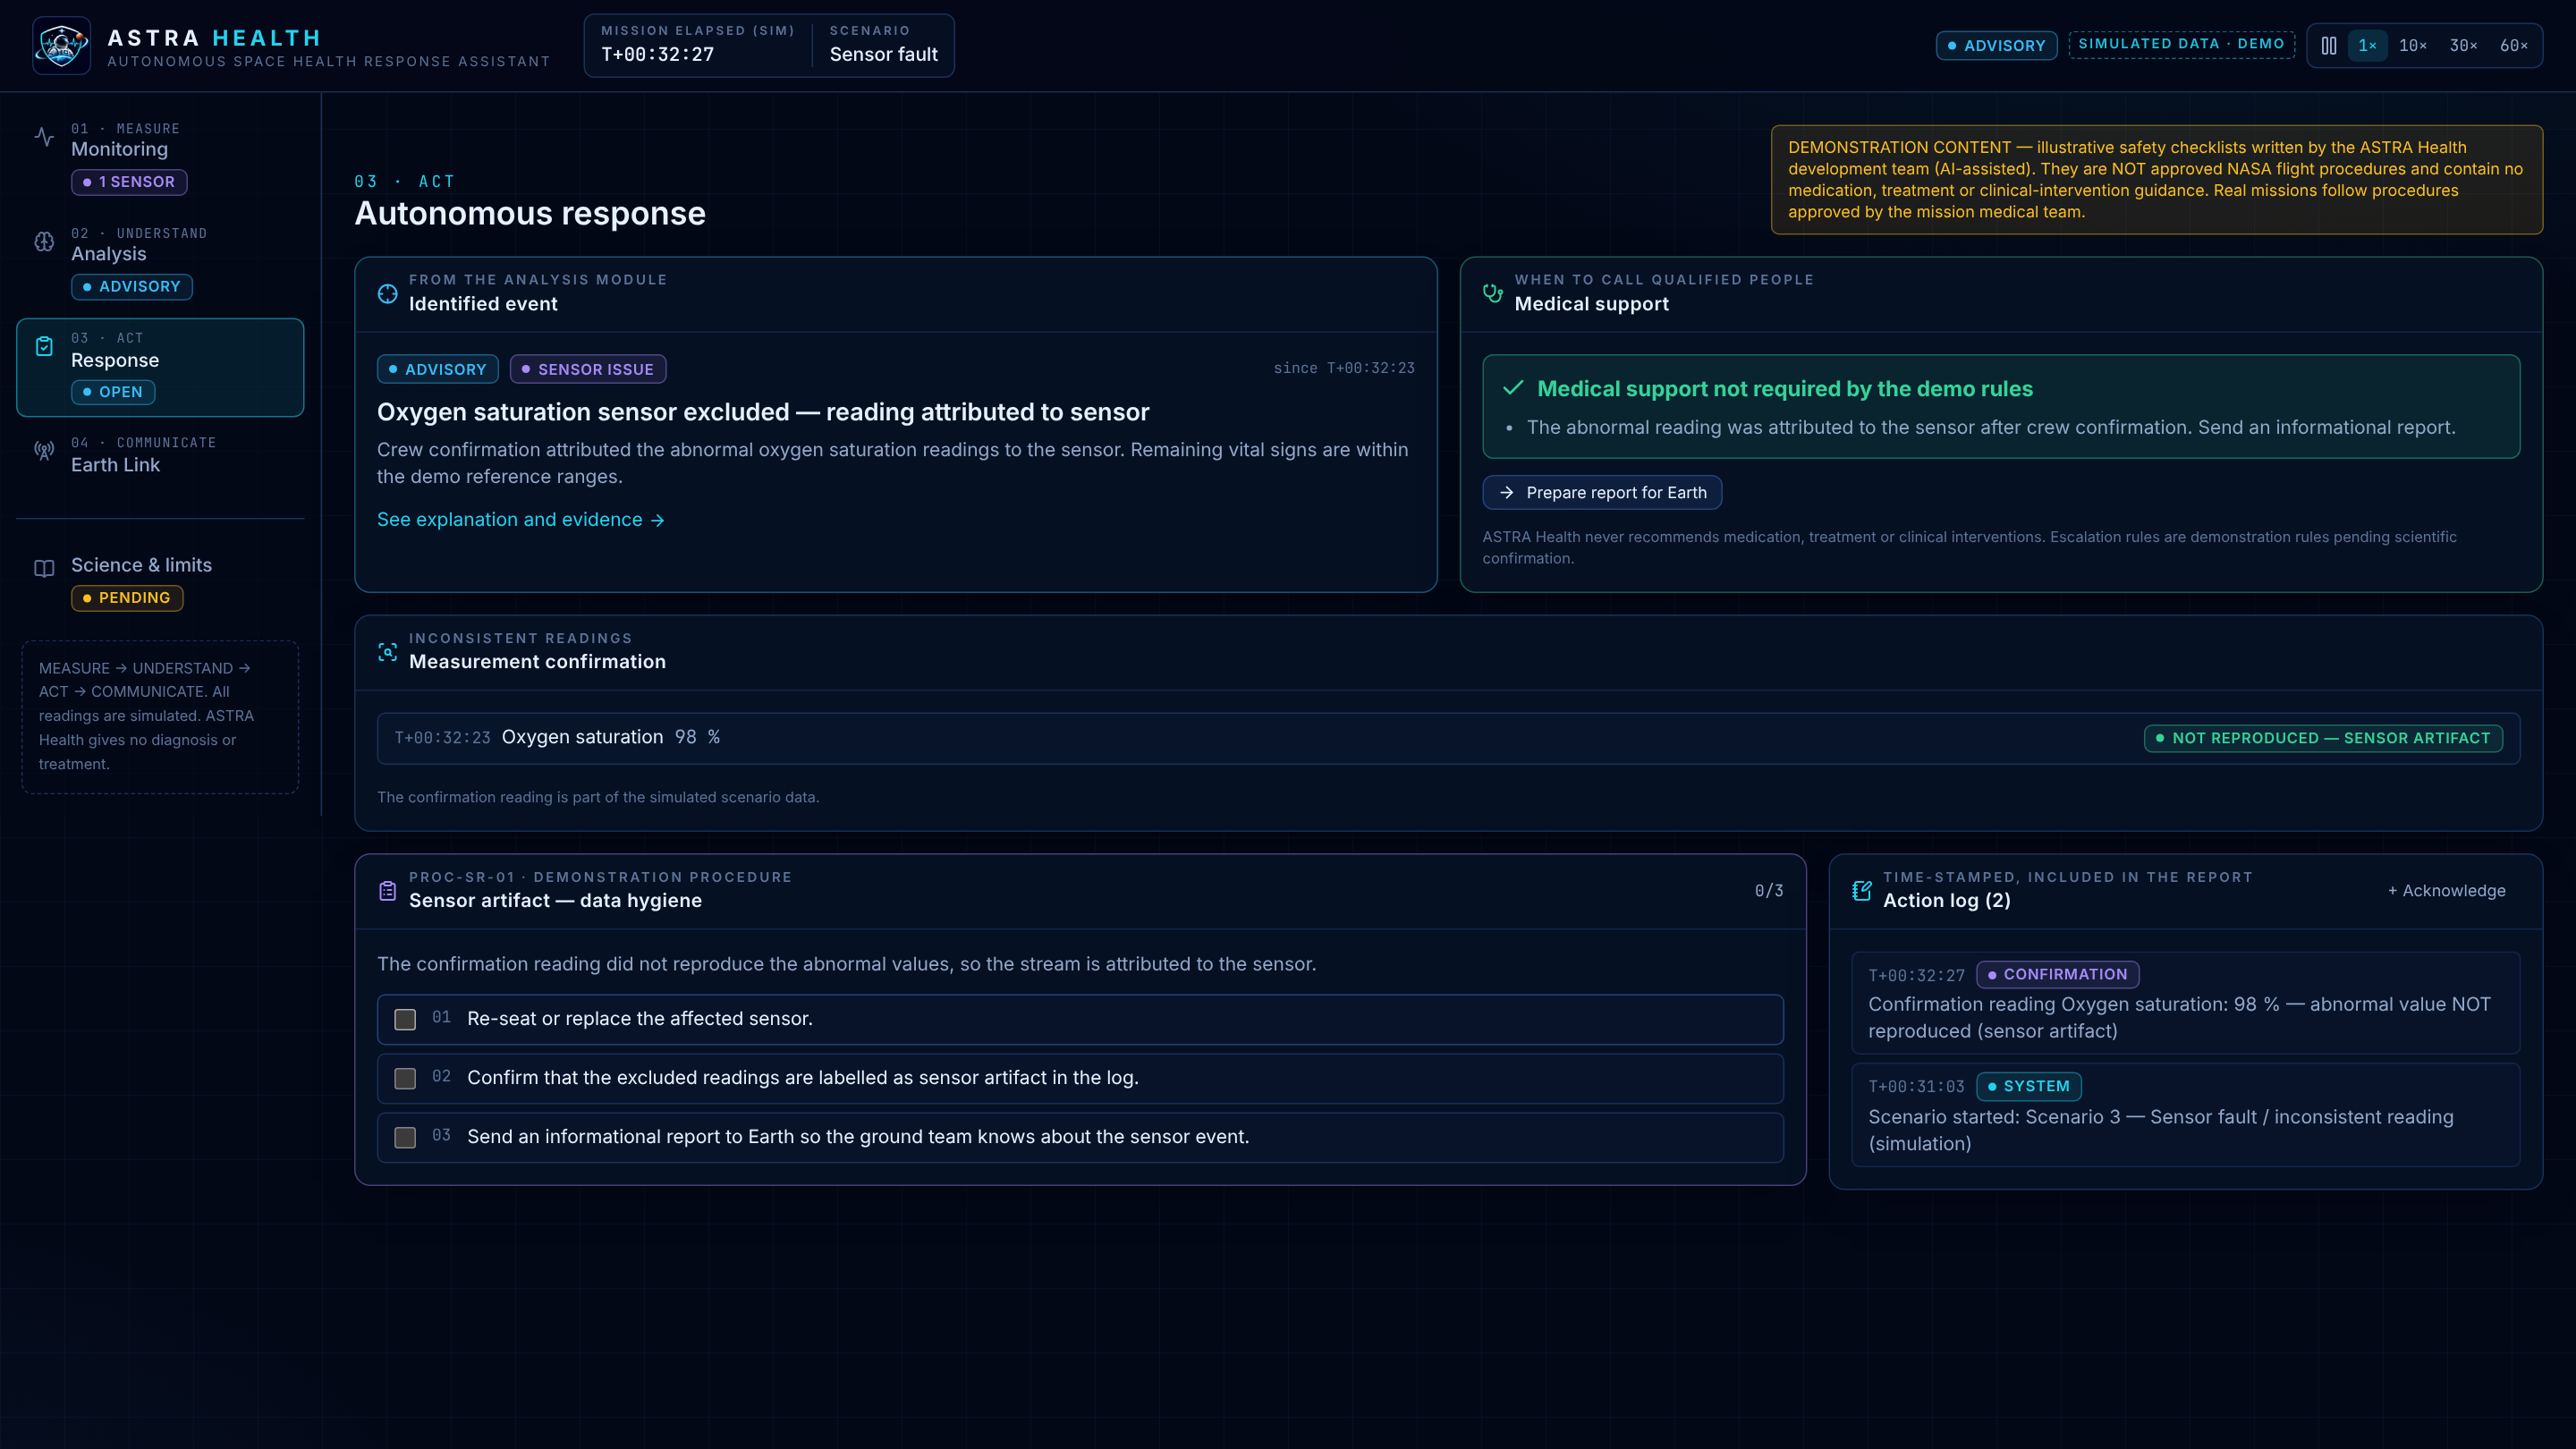 ASTRA HEALTH
AUTONOMOUS SPACE HEALTH RESPONSE ASSISTANT
MISSION ELAPSED (SIM)
T+00:32:27
SCENARIO
Sensor fault
ADVISORY
SIMULATED DATA · DEMO
1×
10×
30×
60×
01 · MEASURE
Monitoring
1 SENSOR
02 · UNDERSTAND
Analysis
ADVISORY
03 · ACT
Response
OPEN
04 · COMMUNICATE
Earth Link
Science & limits
PENDING
MEASURE → UNDERSTAND →
ACT → COMMUNICATE. All
readings are simulated. ASTRA
Health gives no diagnosis or
treatment.
03 · ACT
Autonomous response
DEMONSTRATION CONTENT — illustrative safety checklists written by the ASTRA Health
development team (AI-assisted). They are NOT approved NASA flight procedures and contain no
medication, treatment or clinical-intervention guidance. Real missions follow procedures
approved by the mission medical team.
FROM THE ANALYSIS MODULE
Identified event
ADVISORY
SENSOR ISSUE
since T+00:32:23
Oxygen saturation sensor excluded — reading attributed to sensor
Crew confirmation attributed the abnormal oxygen saturation readings to the sensor. Remaining vital signs are within
the demo reference ranges.
See explanation and evidence →
WHEN TO CALL QUALIFIED PEOPLE
Medical support
Medical support not required by the demo rules
• The abnormal reading was attributed to the sensor after crew confirmation. Send an informational report.
→ Prepare report for Earth
ASTRA Health never recommends medication, treatment or clinical interventions. Escalation rules are demonstration rules pending scientific
confirmation.
INCONSISTENT READINGS
Measurement confirmation
T+00:32:23 Oxygen saturation 98 %
NOT REPRODUCED — SENSOR ARTIFACT
The confirmation reading is part of the simulated scenario data.
PROC-SR-01 · DEMONSTRATION PROCEDURE
Sensor artifact — data hygiene
0/3
The confirmation reading did not reproduce the abnormal values, so the stream is attributed to the sensor.
01 Re-seat or replace the affected sensor.
02 Confirm that the excluded readings are labelled as sensor artifact in the log.
03 Send an informational report to Earth so the ground team knows about the sensor event.
TIME-STAMPED, INCLUDED IN THE REPORT
Action log (2)
+ Acknowledge
T+00:32:27 CONFIRMATION
Confirmation reading Oxygen saturation: 98 % — abnormal value NOT
reproduced (sensor artifact)
T+00:31:03 SYSTEM
Scenario started: Scenario 3 — Sensor fault / inconsistent reading
(simulation)